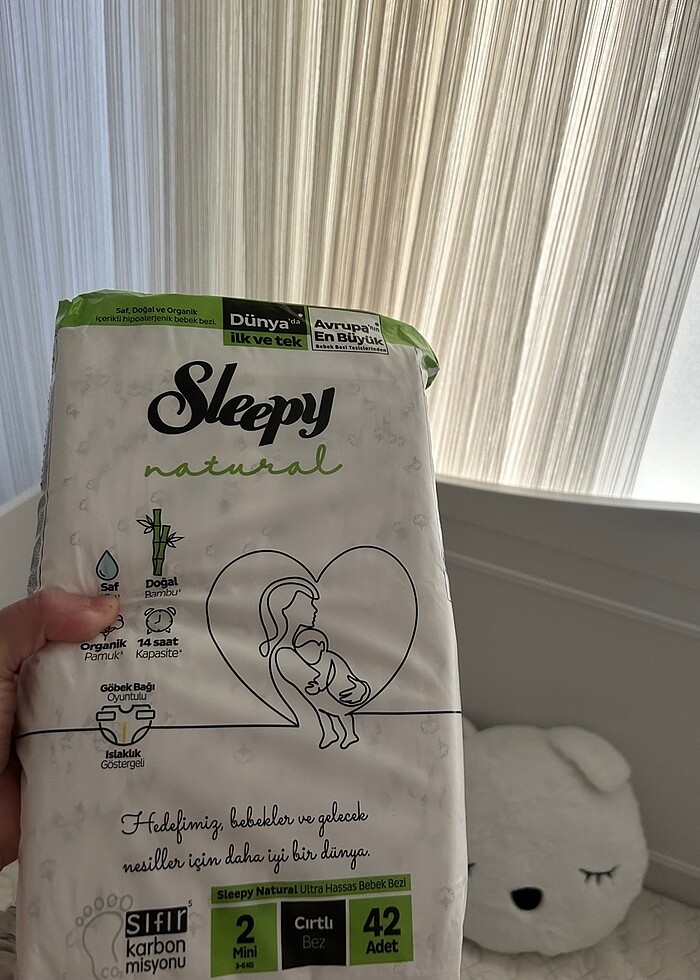 Saf, Doğal ve Organik
içerikli hipoalerjenik bebek bezi.
Dünya'da
ilk ve tek
Avrupa'nın
En Büyük
Bebek Bezi Tesislerinden
Sleepy
natural
Saf
Doğal
Bambu
Organik
Pamuk
14 saat
Kapasite
Göbek Bağı
Oyuntulu
Islaklık
Göstergeli
Hedefimiz, bebekler ve gelecek
nesiller için daha iyi bir dünya.
Sleepy Natural Ultra Hassas Bebek Bezi
sıfır5
karbon
misyonu
CO2
2
Mini
3-6 KG
Cırtlı
Bez
42
Adet